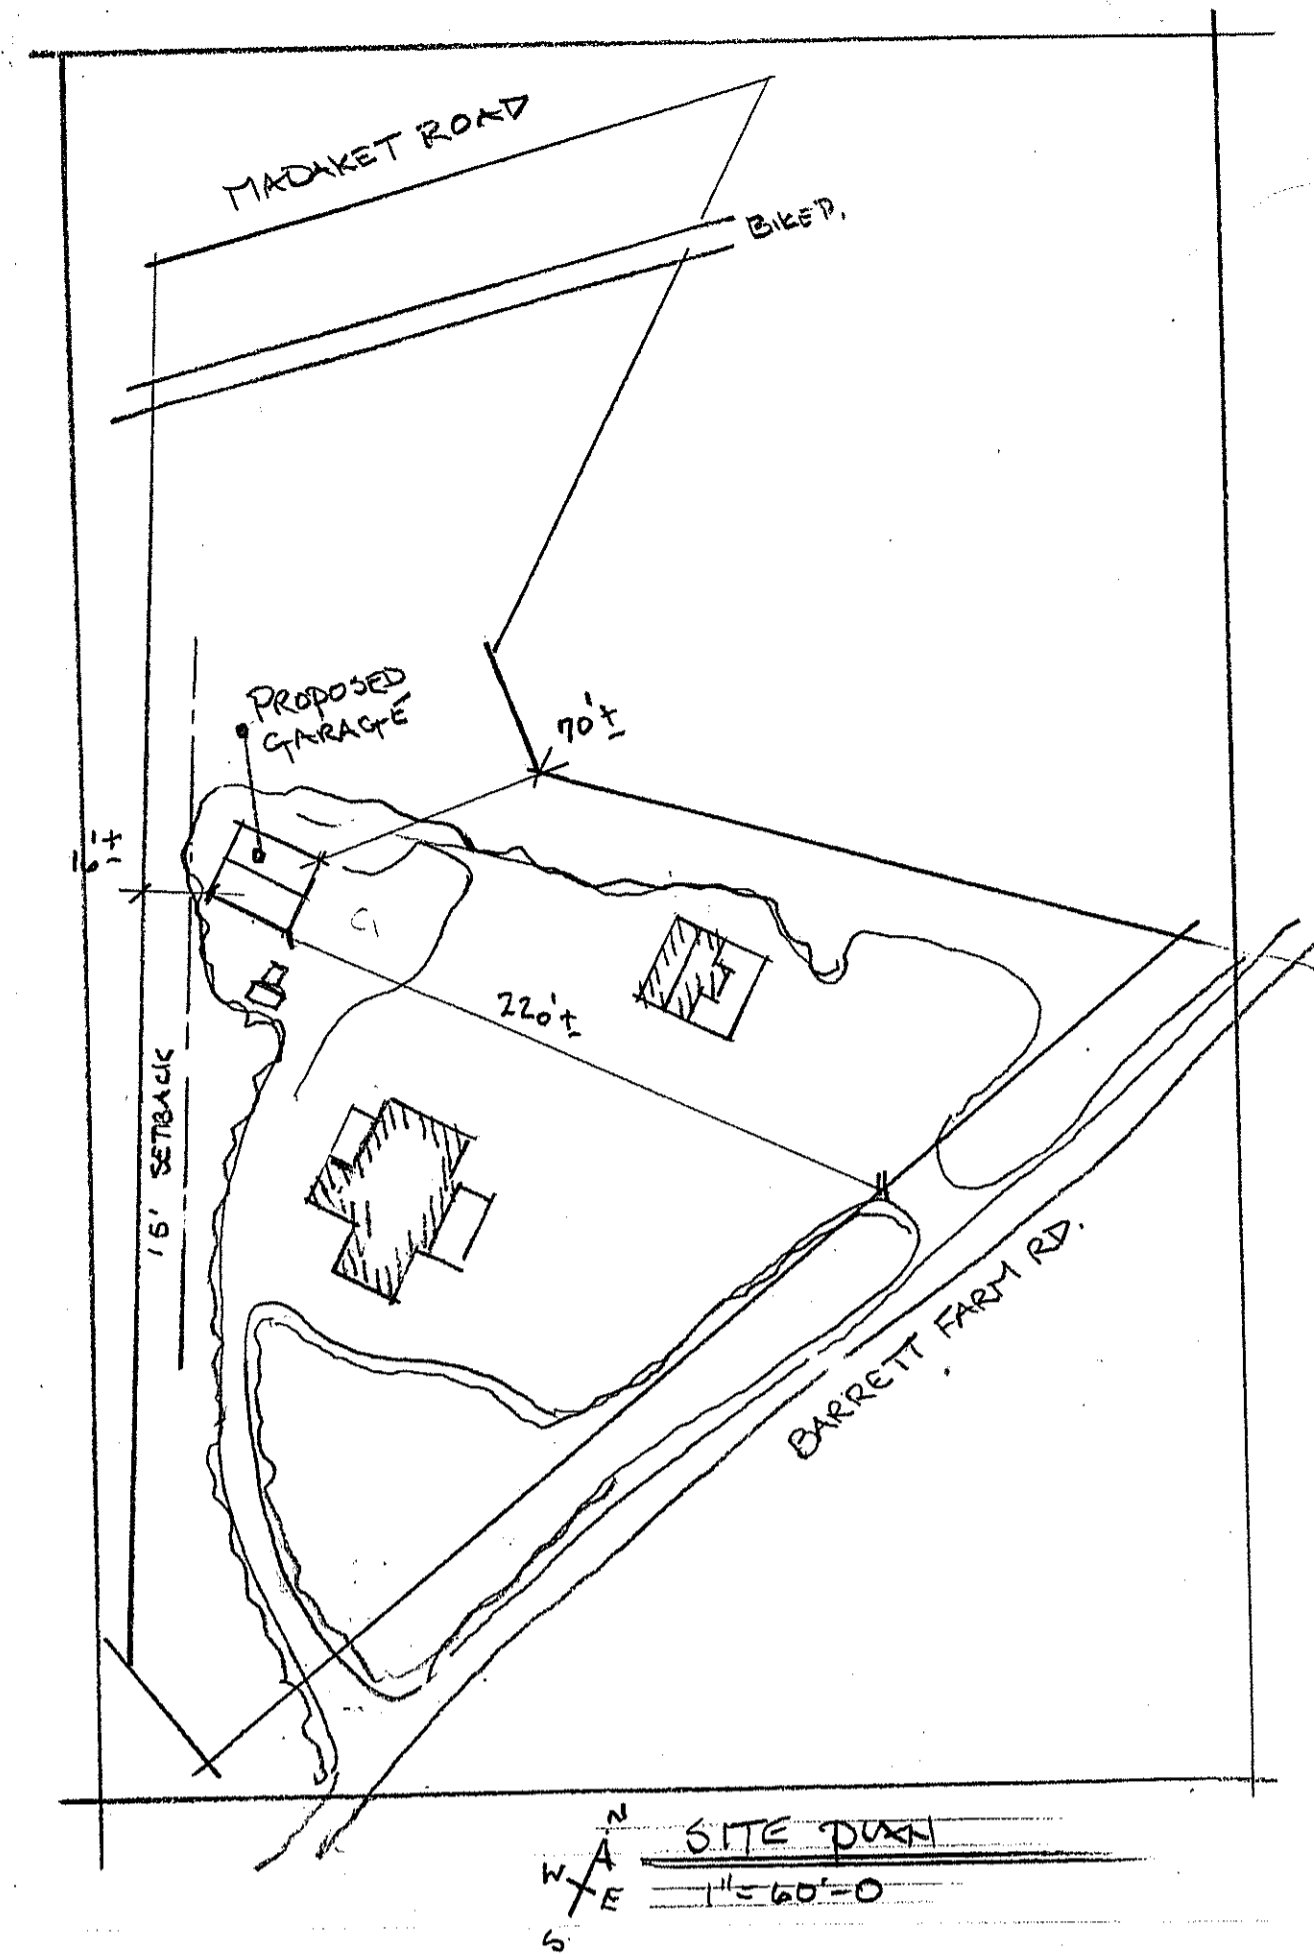 MADAKET ROAD
BIKE P.
PROPOSED
GARAGE
70'±
16'±
220'±
15' SETBACK
BARRETT FARM RD.
N
W
E
S
SITE PLAN
1" = 60'-0